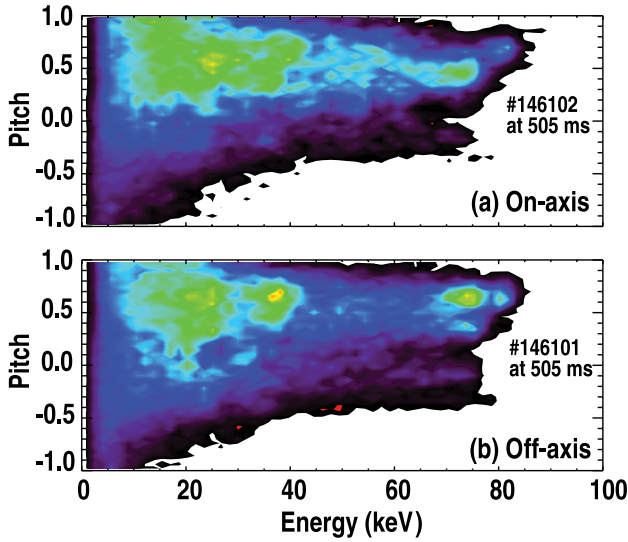 1.0
0.5
0.0
-0.5
-1.0
Pitch
#146102
at 505 ms
(a) On-axis
1.0
0.5
0.0
-0.5
-1.0
Pitch
#146101
at 505 ms
(b) Off-axis
0 20 40 60 80 100
Energy (keV)